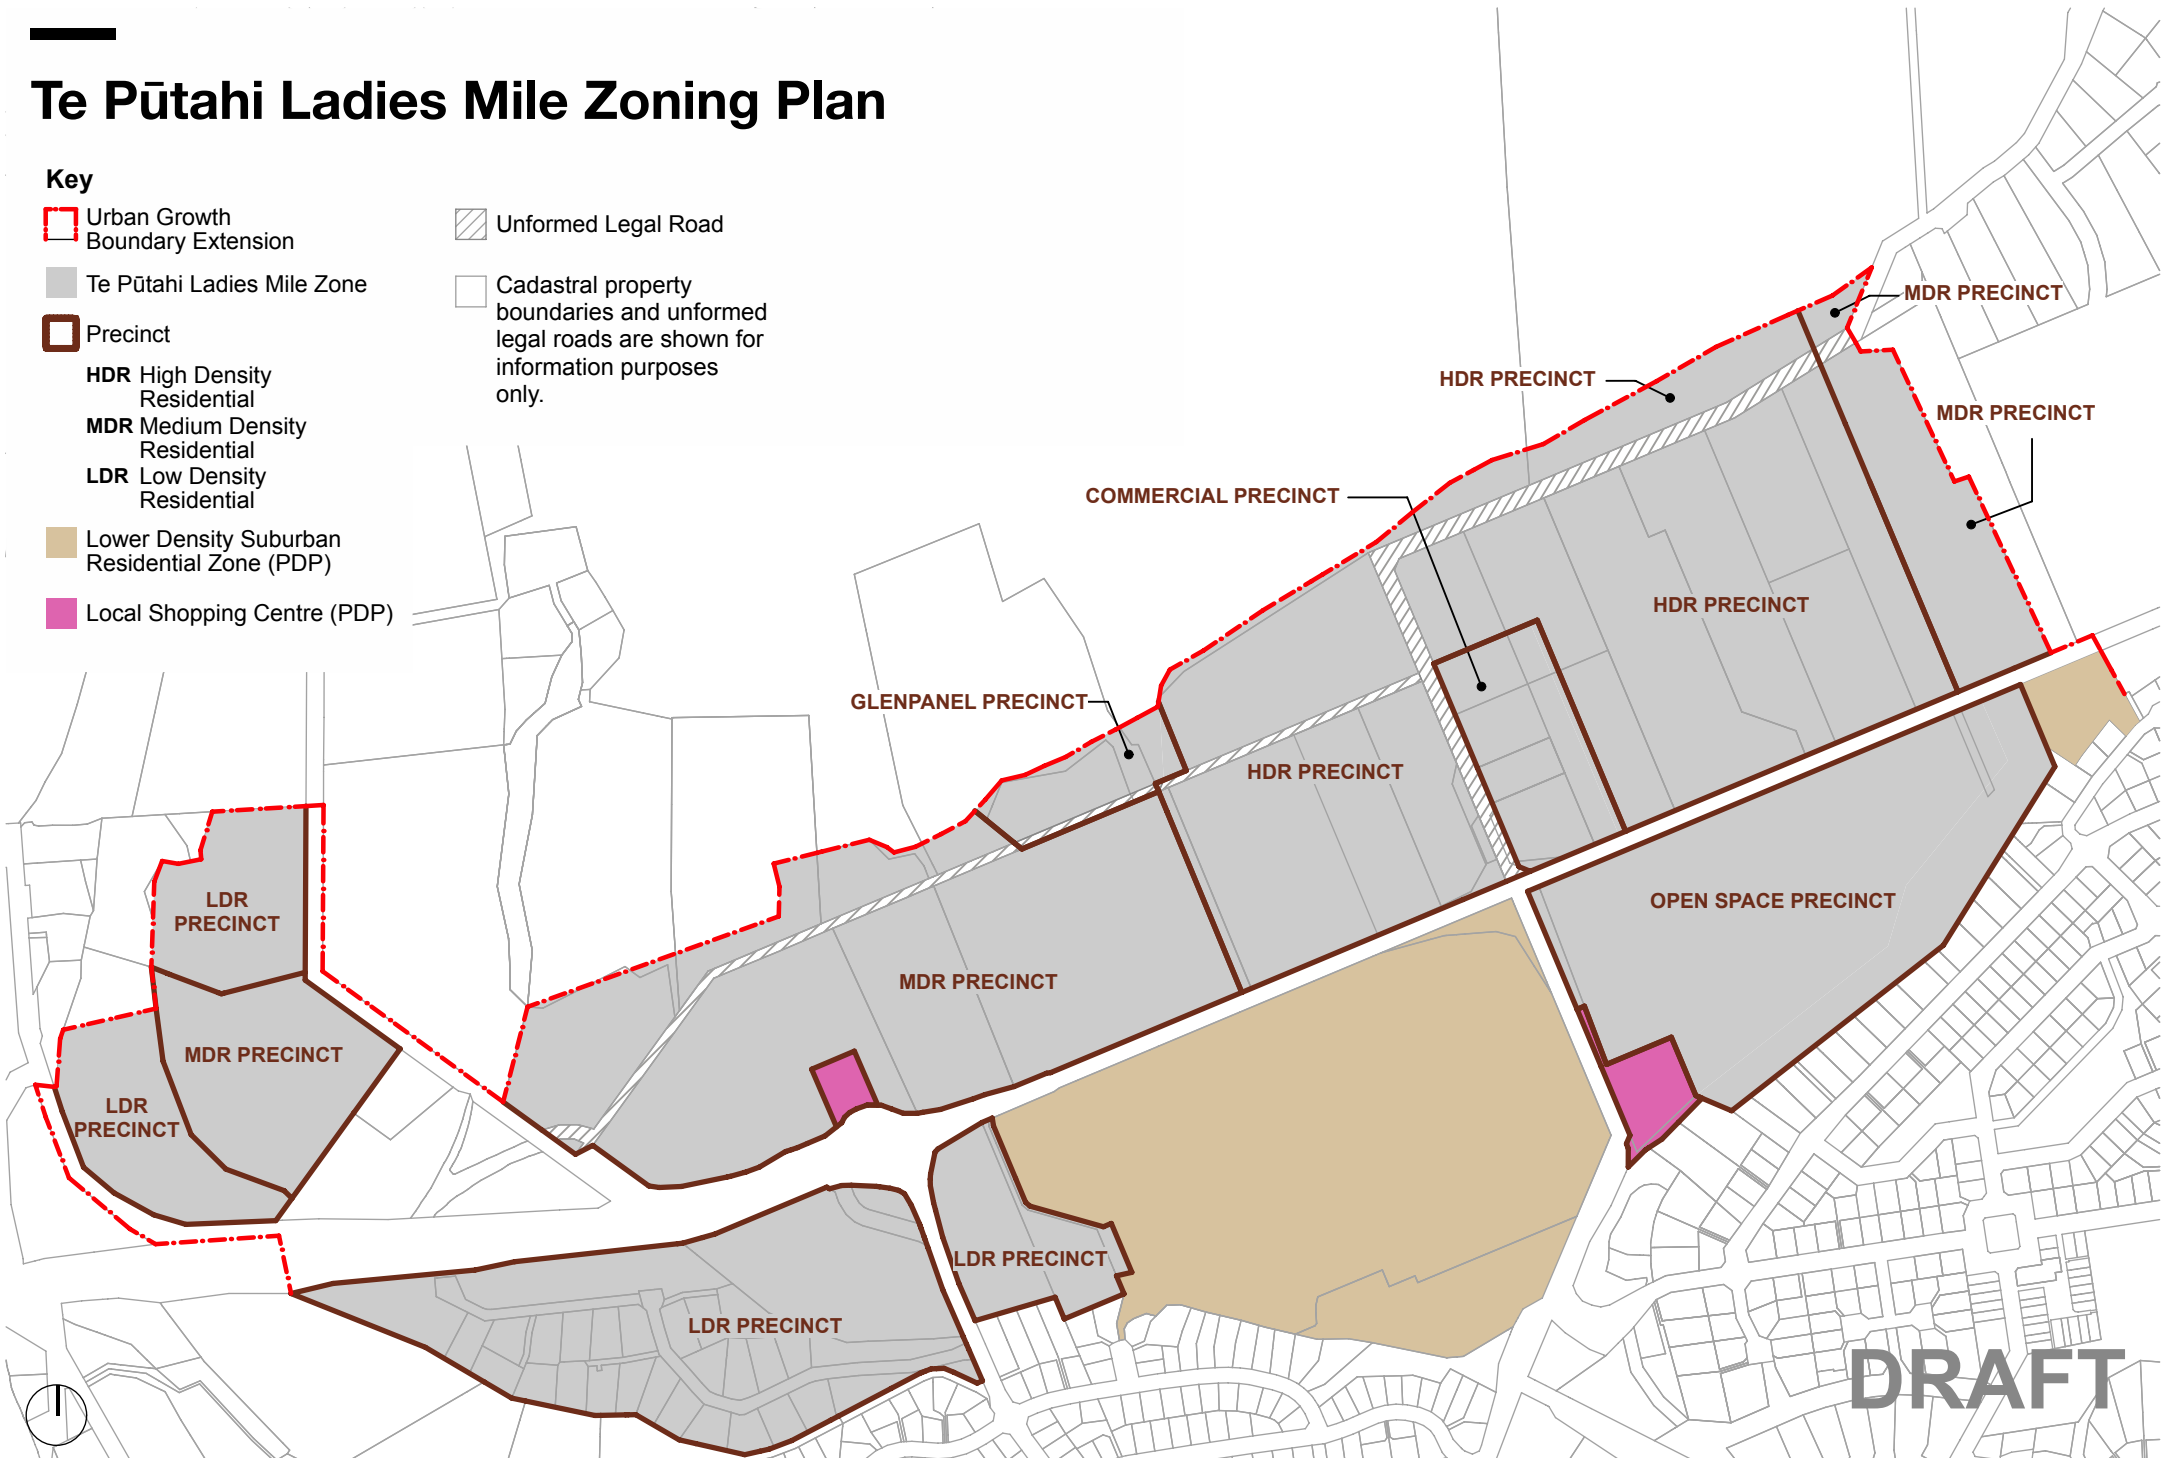 Te Pūtahi Ladies Mile Zoning Plan
Key
Urban Growth
Boundary Extension
Te Pūtahi Ladies Mile Zone
Precinct
HDR High Density
Residential
MDR Medium Density
Residential
LDR Low Density
Residential
Lower Density Suburban
Residential Zone (PDP)
Local Shopping Centre (PDP)
Unformed Legal Road
Cadastral property
boundaries and unformed
legal roads are shown for
information purposes
only.
MDR PRECINCT
HDR PRECINCT
MDR PRECINCT
COMMERCIAL PRECINCT
HDR PRECINCT
GLENPANEL PRECINCT
HDR PRECINCT
OPEN SPACE PRECINCT
LDR
PRECINCT
MDR PRECINCT
MDR PRECINCT
LDR
PRECINCT
LDR PRECINCT
LDR PRECINCT
DRAFT